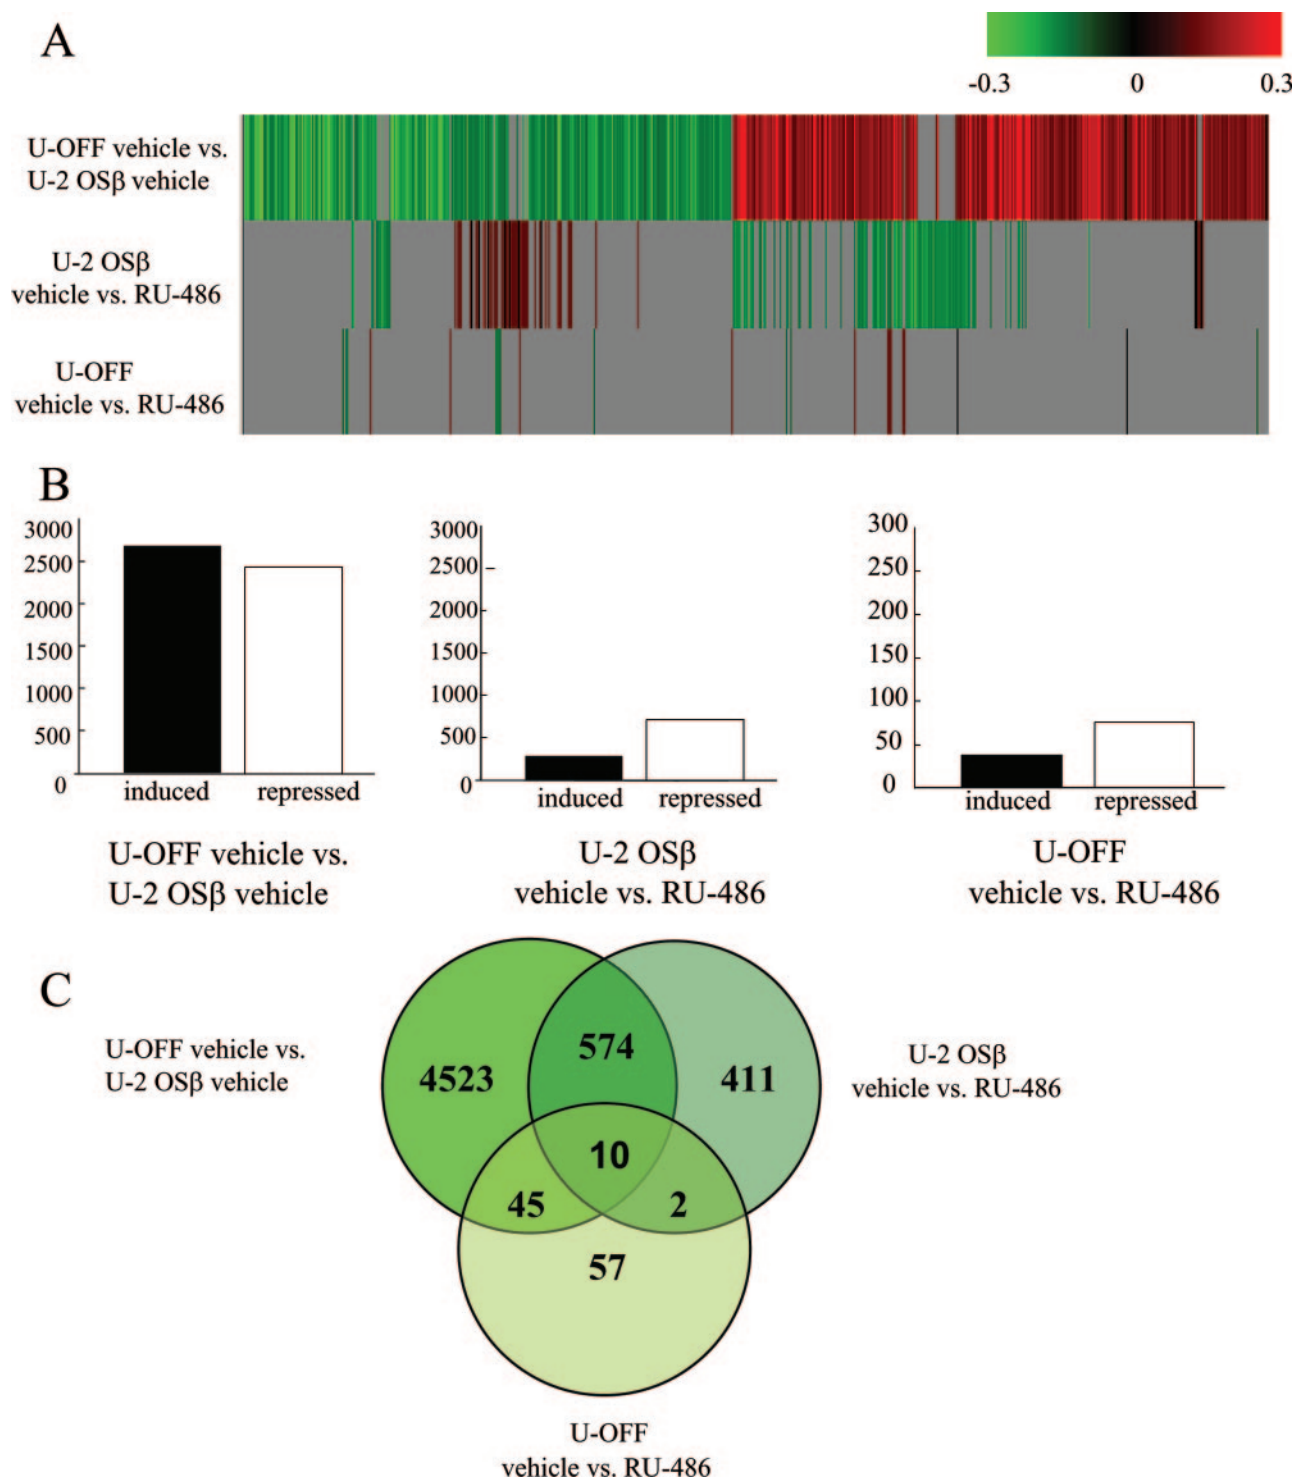 A
-0.3 0 0.3
U-OFF vehicle vs.
U-2 OSβ vehicle
U-2 OSβ
vehicle vs. RU-486
U-OFF
vehicle vs. RU-486
B
3000
2500
2000
1500
1000
500
0
induced repressed
U-OFF vehicle vs.
U-2 OSβ vehicle
3000
2500
2000
1500
1000
500
0
induced repressed
U-2 OSβ
vehicle vs. RU-486
300
250
200
150
100
50
0
induced repressed
U-OFF
vehicle vs. RU-486
C
U-OFF vehicle vs.
U-2 OSβ vehicle
U-2 OSβ
vehicle vs. RU-486
574
4523 411
10
45 2
57
U-OFF
vehicle vs. RU-486